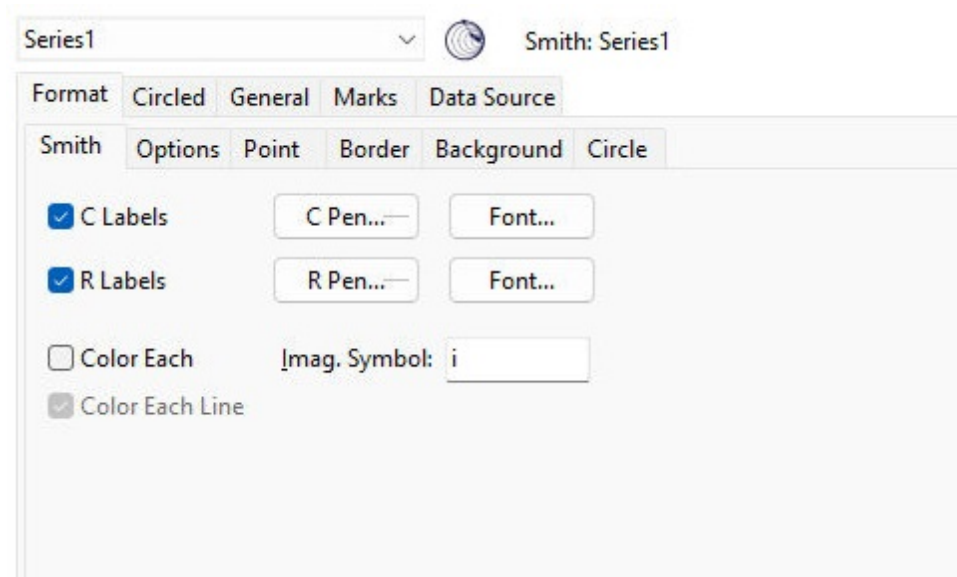 Series1 Smith: Series1
Format Circled General Marks Data Source
Smith Options Point Border Background Circle
C Labels C Pen... Font...
R Labels R Pen... Font...
Color Each Imag. Symbol: i
Color Each Line